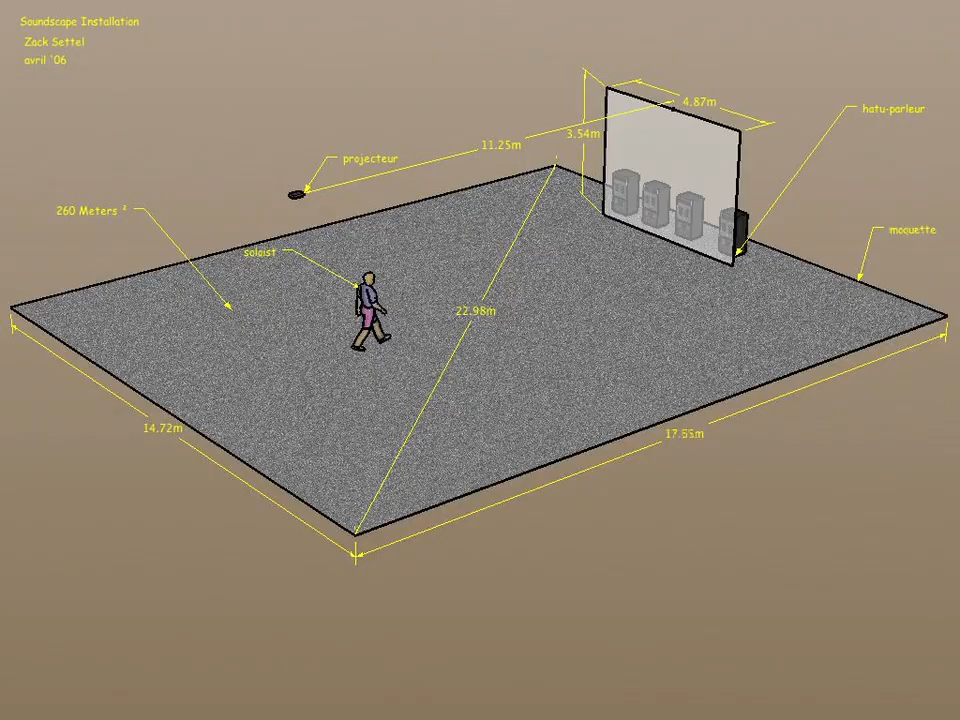 Soundscape Installation
Zack Settel
avril '06
4.87m
hatu-parleur
3.54m
11.25m
projecteur
260 Meters ²
moquette
soloist
22.98m
14.72m
17.55m